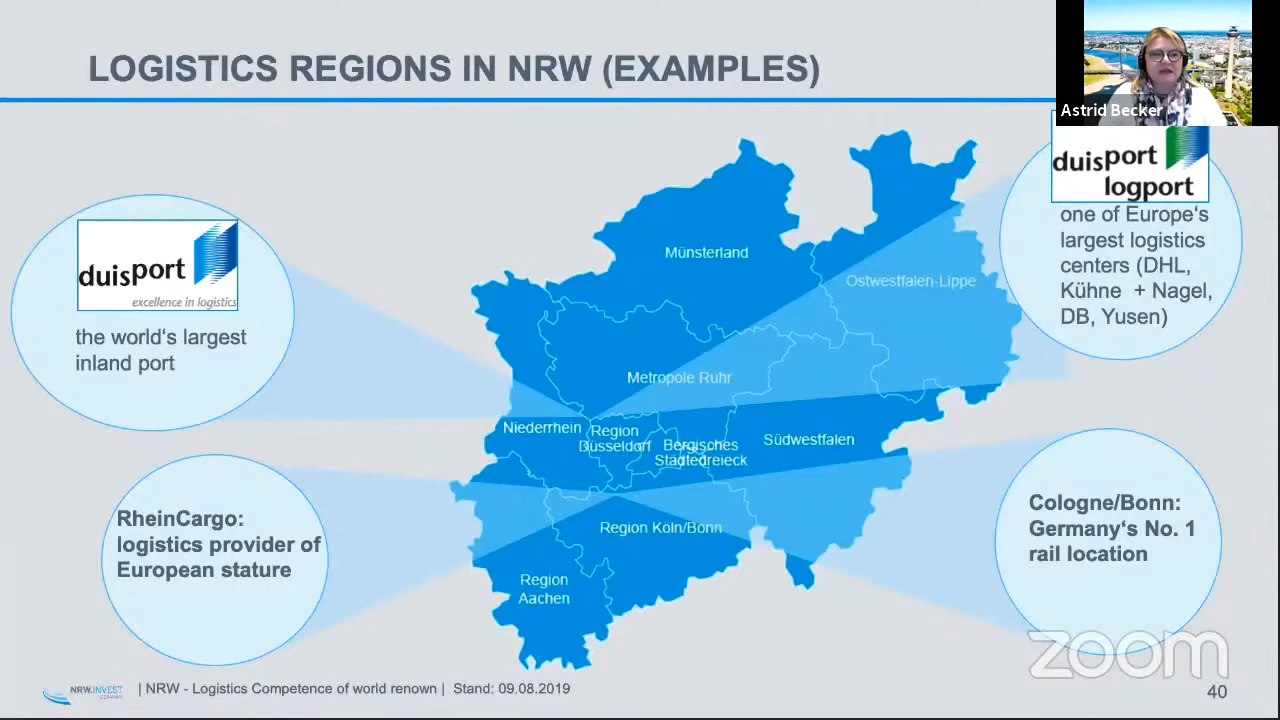 LOGISTICS REGIONS IN NRW (EXAMPLES)
Astrid Becker
duisport
excellence in logistics
the world‘s largest
inland port
duisport
logport
one of Europe‘s
largest logistics
centers (DHL,
Kühne + Nagel,
DB, Yusen)
Münsterland
Ostwestfalen-Lippe
Metropole Ruhr
Niederrhein
Region
Düsseldorf
Bergisches
Städtedreieck
Südwestfalen
Region Köln/Bonn
Region
Aachen
RheinCargo:
logistics provider of
European stature
Cologne/Bonn:
Germany‘s No. 1
rail location
zoom
NRW.INVEST
GERMANY
| NRW - Logistics Competence of world renown | Stand: 09.08.2019
40